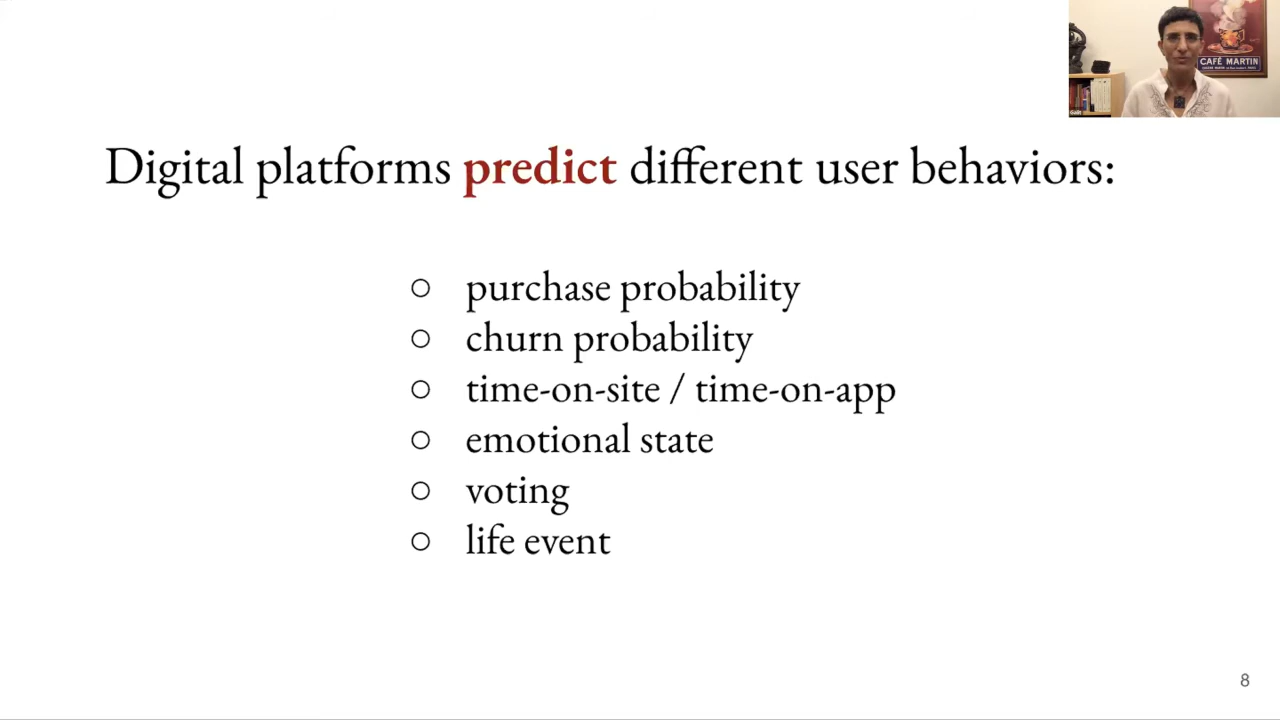 CAFÉ MARTIN
Galit
Digital platforms predict different user behaviors:
○ purchase probability
○ churn probability
○ time-on-site / time-on-app
○ emotional state
○ voting
○ life event
8